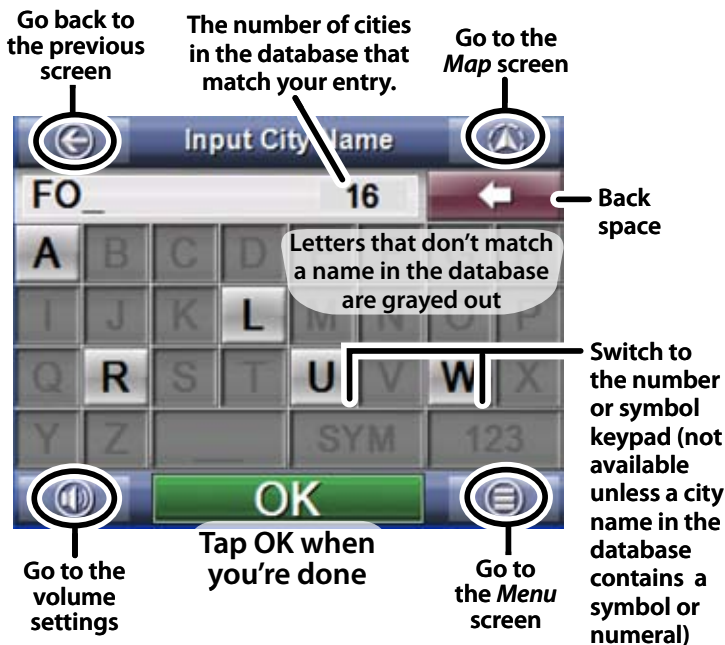 Go back to
the previous
screen
The number of cities
in the database that
match your entry.
Go to the
Map screen
Input City Name
FO_ 16
Back
space
A B C D
Letters that don't match
a name in the database
are grayed out
I J K L M N O P
Q R S T U V W X
Y Z _ SYM 123
Switch to
the number
or symbol
keypad (not
available
unless a city
name in the
database
contains a
symbol or
numeral)
OK
Tap OK when
you're done
Go to the
volume
settings
Go to
the Menu
screen